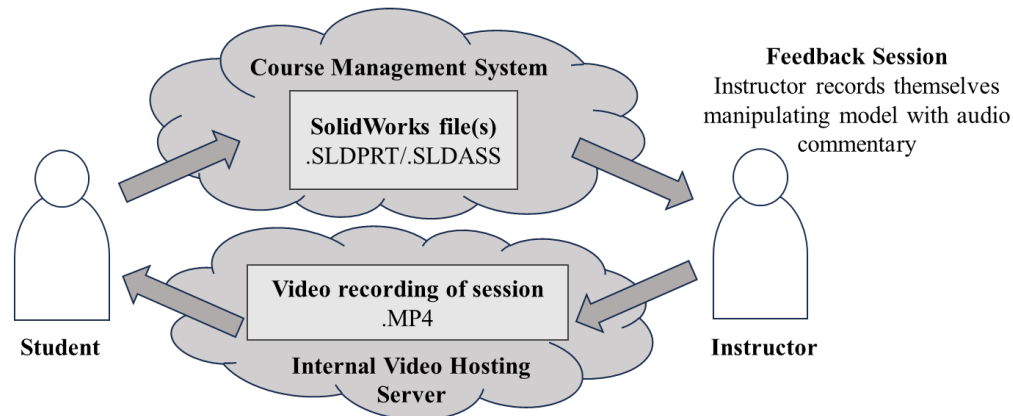 Course Management System
SolidWorks file(s)
.SLDPRT/.SLDASS
Feedback Session
Instructor records themselves
manipulating model with audio
commentary
Video recording of session
.MP4
Internal Video Hosting
Server
Student
Instructor